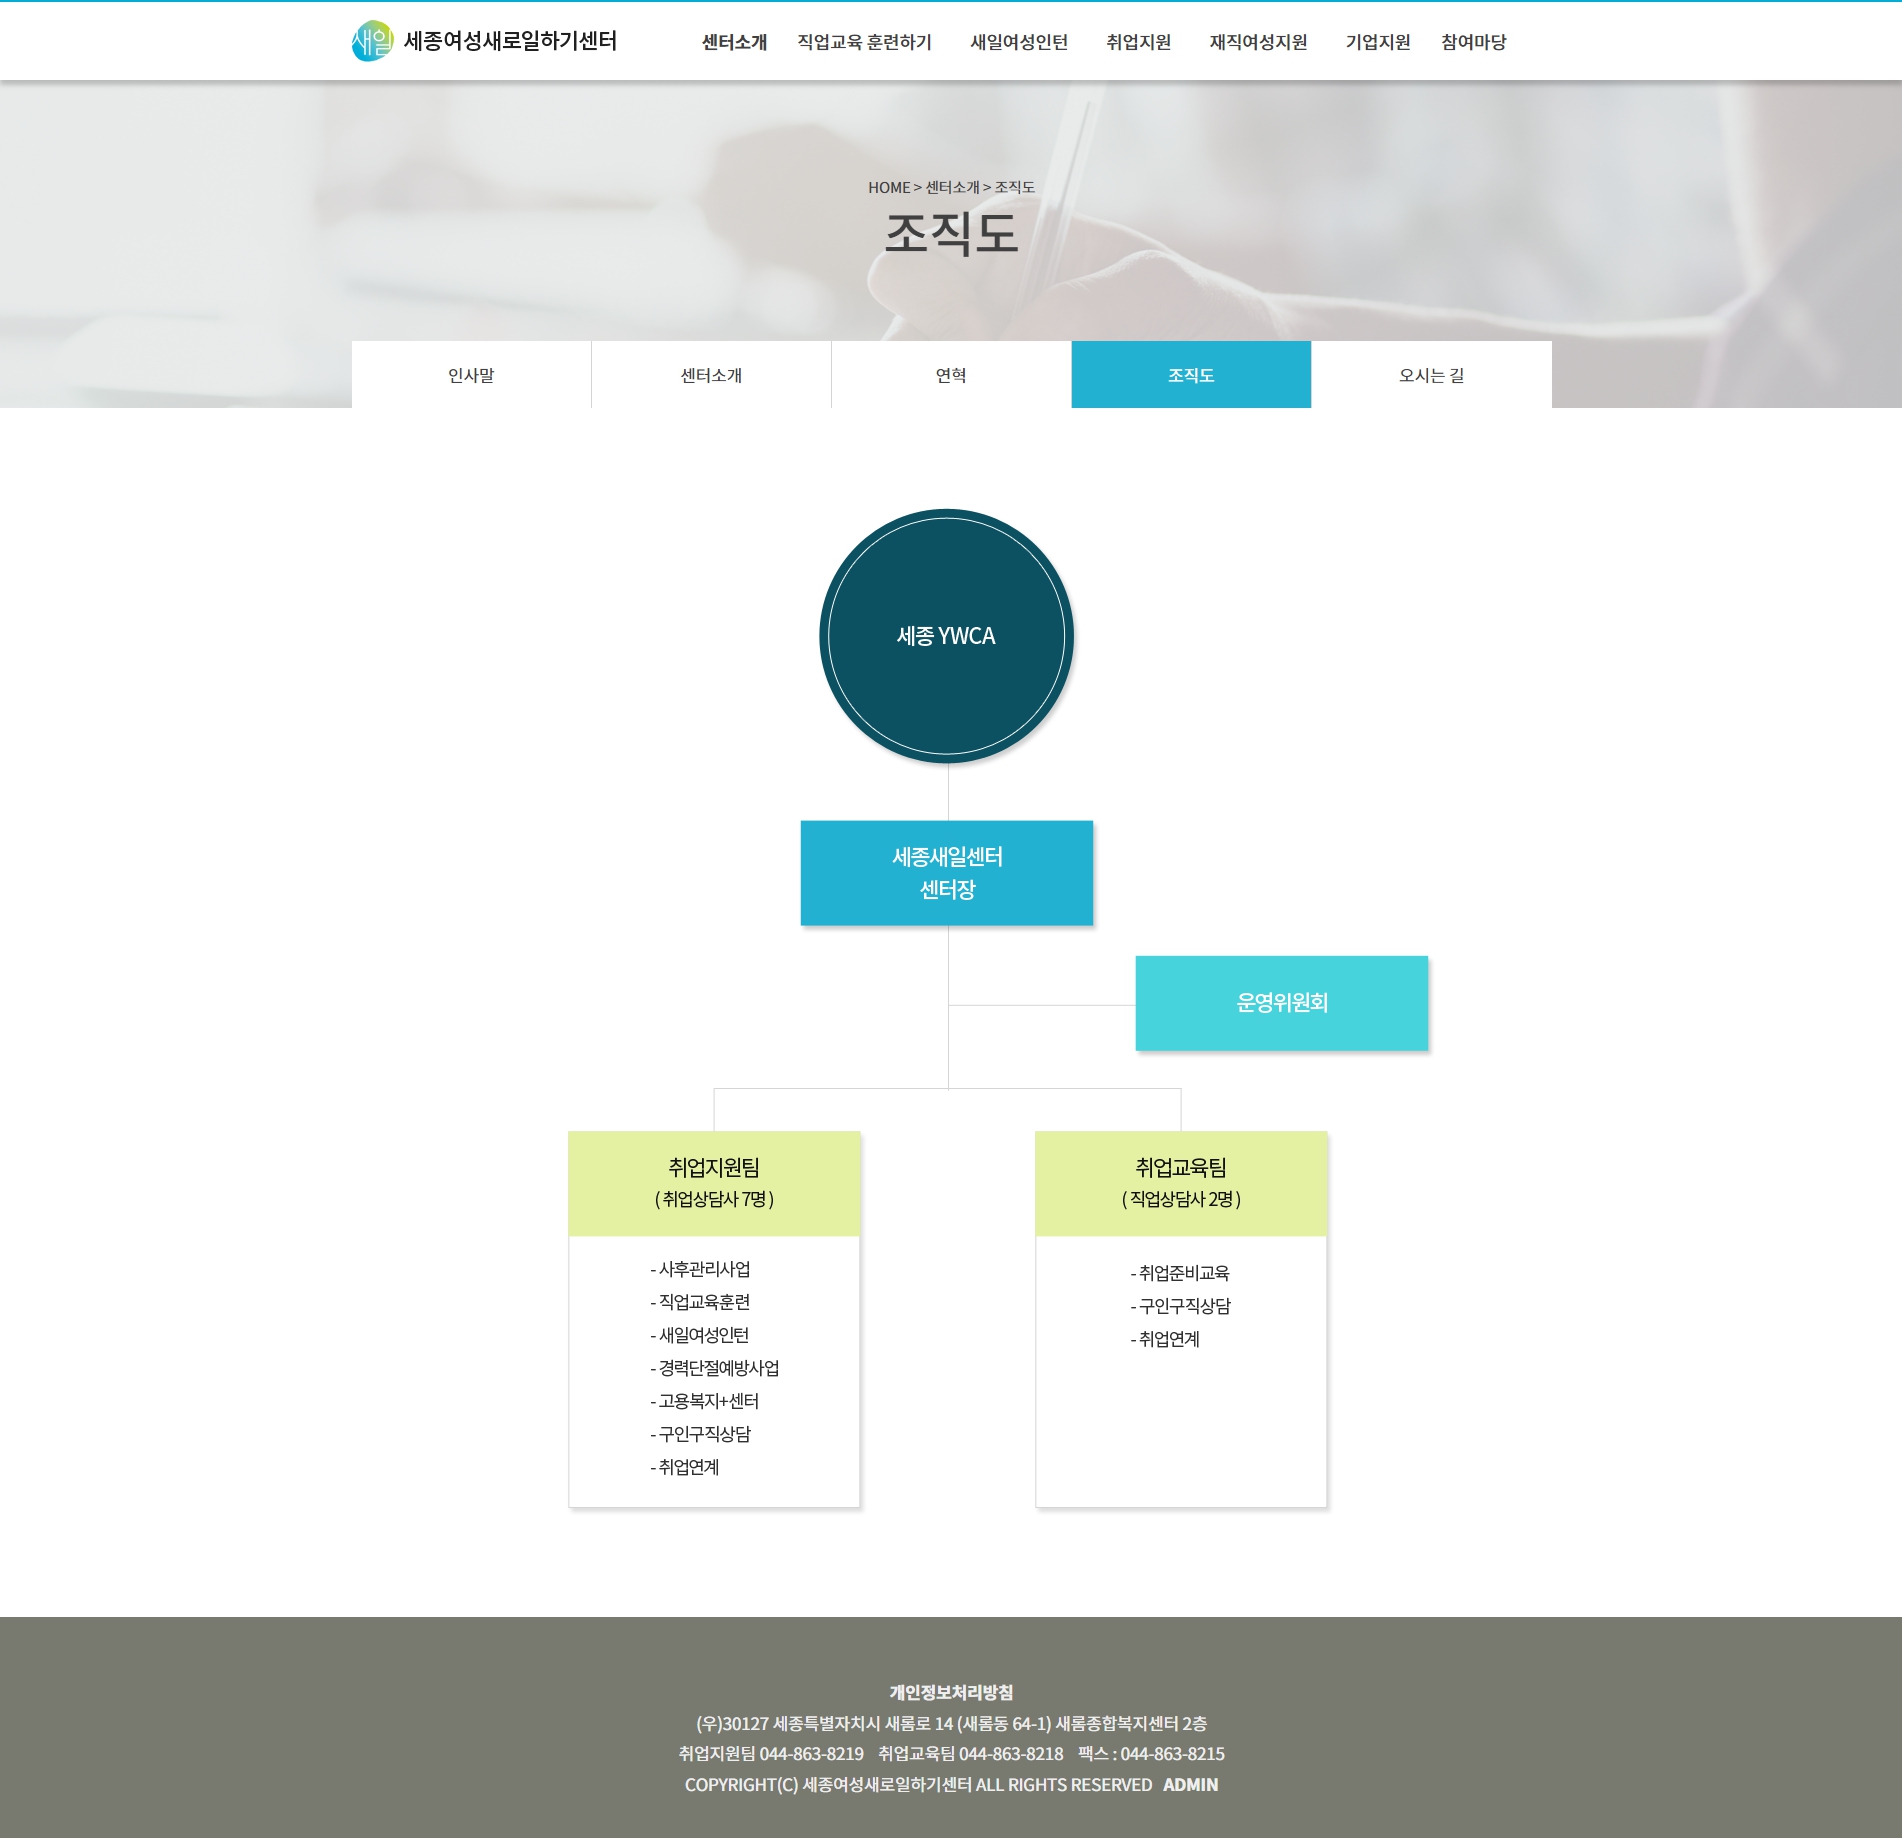 새일 세종여성새로일하기센터
센터소개 직업교육 훈련하기 새일여성인턴 취업지원 재직여성지원 기업지원 참여마당
HOME > 센터소개 > 조직도
조직도
인사말 센터소개 연혁 조직도 오시는 길
세종 YWCA
세종새일센터
센터장
운영위원회
취업지원팀
( 취업상담사 7명 )
- 사후관리사업
- 직업교육훈련
- 새일여성인턴
- 경력단절예방사업
- 고용복지+센터
- 구인구직상담
- 취업연계
취업교육팀
( 직업상담사 2명 )
- 취업준비교육
- 구인구직상담
- 취업연계
개인정보처리방침
(우)30127 세종특별자치시 새롬로 14 (새롬동 64-1) 새롬종합복지센터 2층
취업지원팀 044-863-8219 취업교육팀 044-863-8218 팩스 : 044-863-8215
COPYRIGHT(C) 세종여성새로일하기센터 ALL RIGHTS RESERVED ADMIN